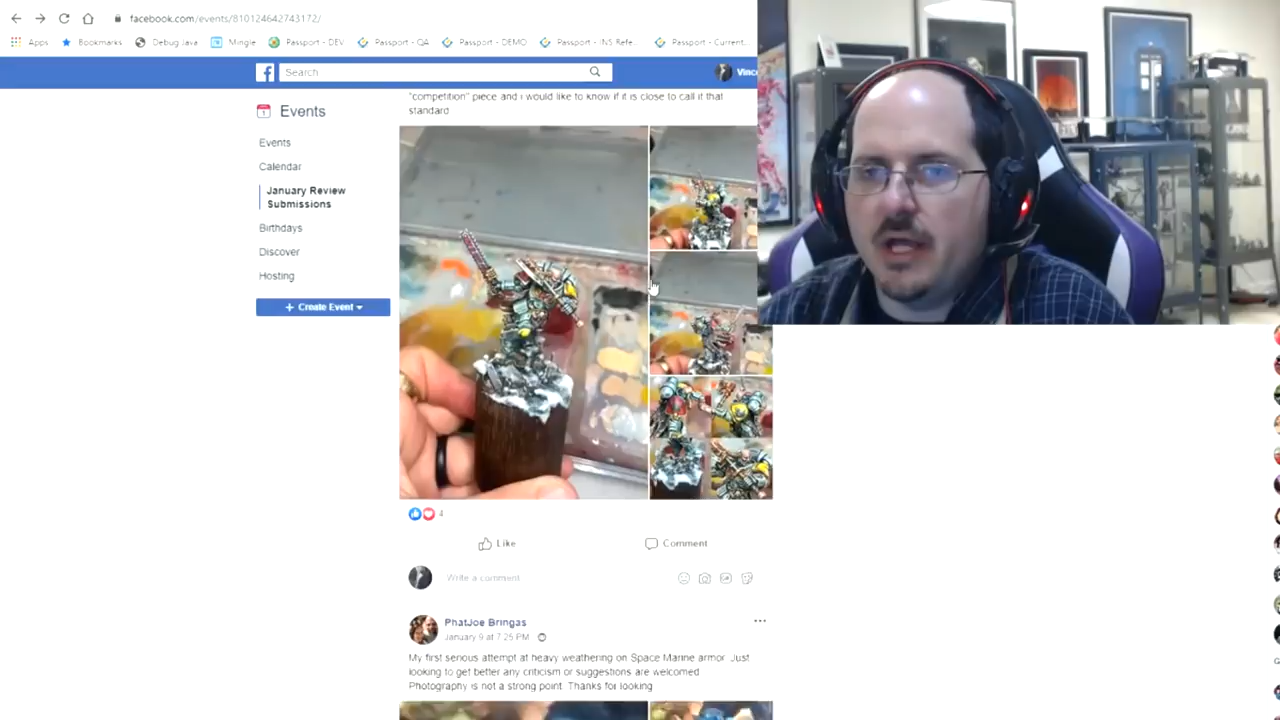 facebook.com/events/810124642743172/
Apps Bookmarks Debug Java Mingle Passport - DEV Passport - QA Passport - DEMO Passport - INS Refe... Passport - Current...
Search
Vinc
Events
Events
Calendar
January Review
Submissions
Birthdays
Discover
Hosting
+ Create Event
"competition" piece and i would like to know if it is close to call it that
standard
4
Like Comment
Write a comment
PhatJoe Bringas
January 9 at 7:25 PM
My first serious attempt at heavy weathering on Space Marine armor. Just
looking to get better any criticism or suggestions are welcomed.
Photography is not a strong point. Thanks for looking